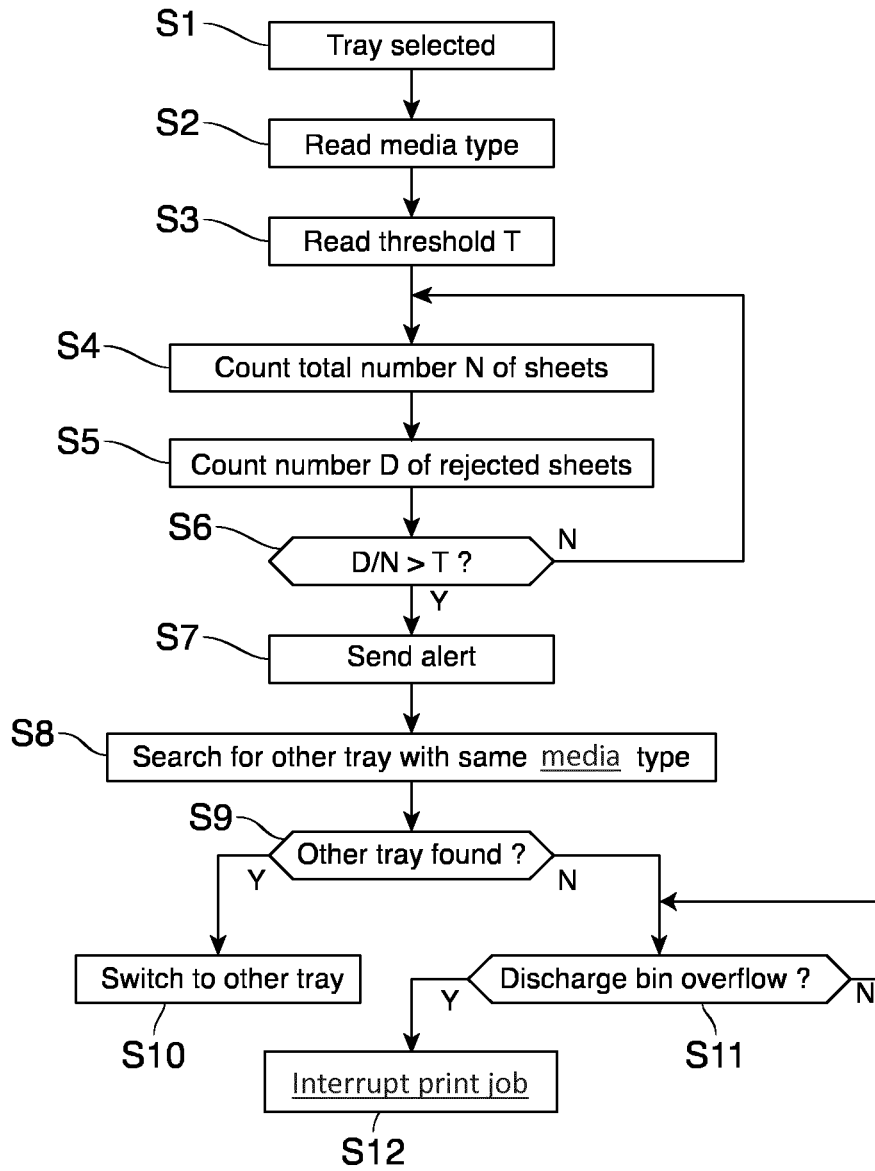 S1
Tray selected
S2
Read media type
S3
Read threshold T
S4
Count total number N of sheets
S5
Count number D of rejected sheets
S6
D/N > T ?
N
Y
S7
Send alert
S8
Search for other tray with same media type
S9
Other tray found ?
Y
N
Switch to other tray
S10
Discharge bin overflow ?
Y
N
S11
Interrupt print job
S12